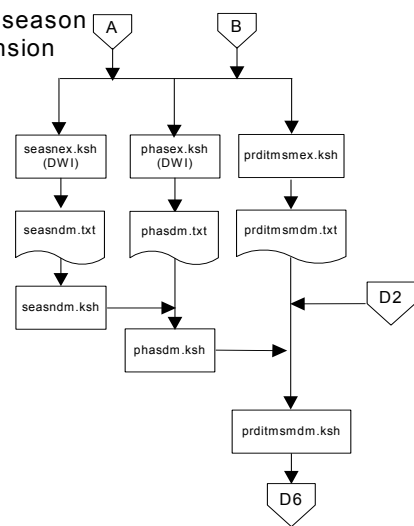 season
nsion
A
B
seasnex.ksh
(DWI)
phasex.ksh
(DWI)
prditmsmex.ksh
seasndm.txt
phasdm.txt
prditmsmdm.txt
seasndm.ksh
D2
phasdm.ksh
prditmsmdm.ksh
D6